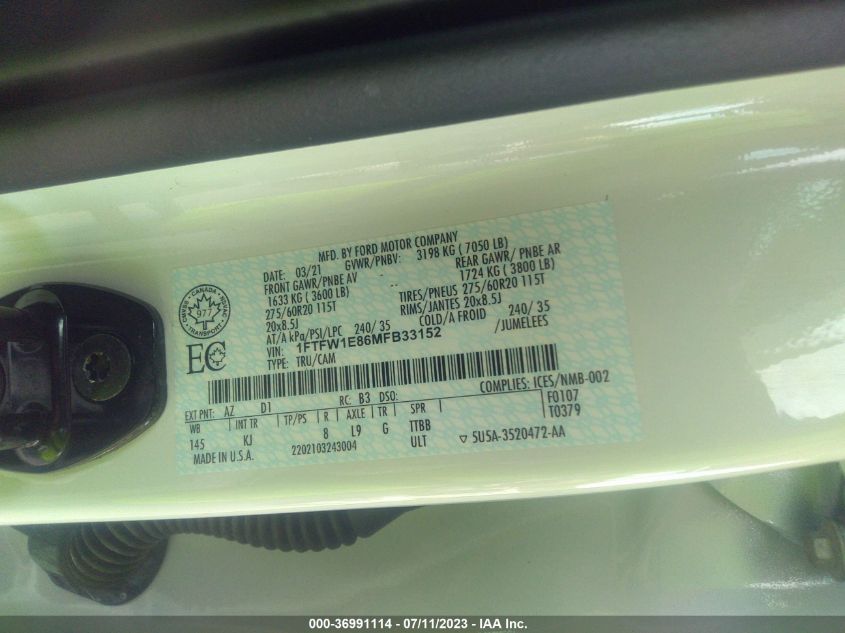 MFD. BY FORD MOTOR COMPANY
DATE: 03/21 GVWR/PNBV: 3198 KG ( 7050 LB)
FRONT GAWR/PNBE AV REAR GAWR/ PNBE AR
1633 KG ( 3600 LB) 1724 KG ( 3800 LB)
275/60R20 115T TIRES/PNEUS 275/60R20 115T
20x8.5J RIMS/JANTES 20x8.5J
AT/A kPa/PSI/LPC 240/ 35 COLD/A FROID 240/ 35
VIN: 1FTFW1E86MFB33152 /JUMELEES
TYPE: TRU/CAM
CANADA
977
TRANSPORT
EC
COMPLIES: ICES/NMB-002
EXT PNT: AZ D1 RC: B3 DSO: F0107
WB INT TR TP/PS R AXLE TR SPR T0379
145 KJ 8 L9 G TTBB
MADE IN U.S.A. 2202103243004 ULT ▽ 5U5A-3520472-AA
000-36991114 - 07/11/2023 - IAA Inc.